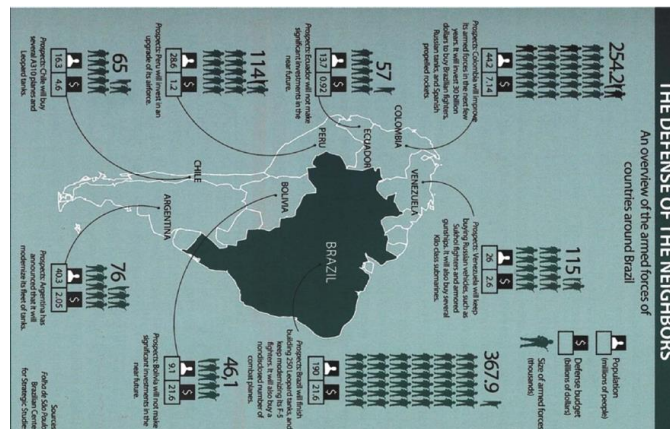 THE DEFENSE OF THE NEIGHBORS
An overview of the armed forces of
countries around Brazil
Population
(millions of people)
$ Defense budget
(billions of dollars)
Size of armed forces
(thousands)
254.2
44.2 7.14
Prospects: Colombia will improve
its armed forces in the next few
years. It will invest 30 billion
dollars to buy Brazilian fighters,
Russian tanks, and Spanish
propelled rockets.
57
13.7 0.92
Prospects: Ecuador will not make
significant investments in the
near future.
114
28.6 1.2
Prospects: Peru will invest in an
upgrade of its airforce.
65
16.3 4.6
Prospects: Chile will buy
several A310 planes and
Leopard tanks.
COLOMBIA
VENEZUELA
ECUADOR
PERU
BRAZIL
BOLIVIA
CHILE
ARGENTINA
115
26 2.6
Prospects: Venezuela will keep
buying Russian vehicles, such as
Sukhoi fighters and armored
gunships. It will also buy several
Kilo class submarines.
367.9
190 21.6
Prospects: Brazil will finish
building 250 Leopard tanks, and
keep modernizing its F-5
fighters. It will also buy a
nondisclosed number of
combat planes.
46.1
9.1 21.6
Prospects: Bolivia will not make
significant investments in the
near future.
76
40.3 2.05
Prospects: Argentina has
announced that it will
modernize its fleet of tanks.
Sources:
Folha de São Paulo
Brazilian Center
for Strategic Studies